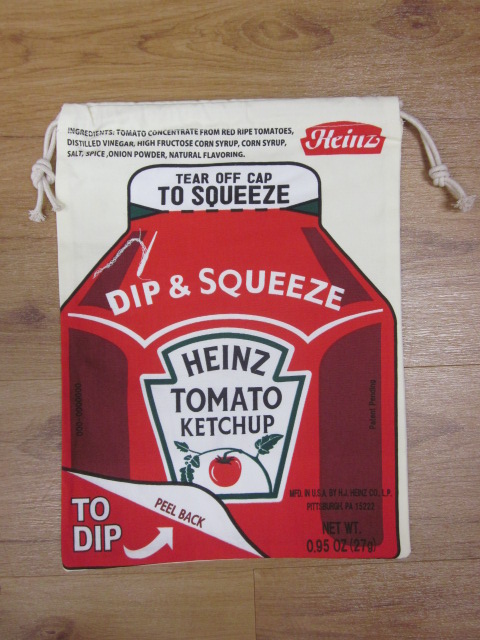 INGREDIENTS: TOMATO CONCENTRATE FROM RED RIPE TOMATOES,
DISTILLED VINEGAR, HIGH FRUCTOSE CORN SYRUP, CORN SYRUP,
SALT, SPICE ,ONION POWDER, NATURAL FLAVORING.
Heinz
TEAR OFF CAP
TO SQUEEZE
DIP & SQUEEZE
HEINZ
TOMATO
KETCHUP
Patent Pending
TO
DIP
PEEL BACK
MFD. IN U.S.A. BY H.J. HEINZ CO., L.P.
PITTSBURGH, PA 15222
NET WT.
0.95 OZ (27g)